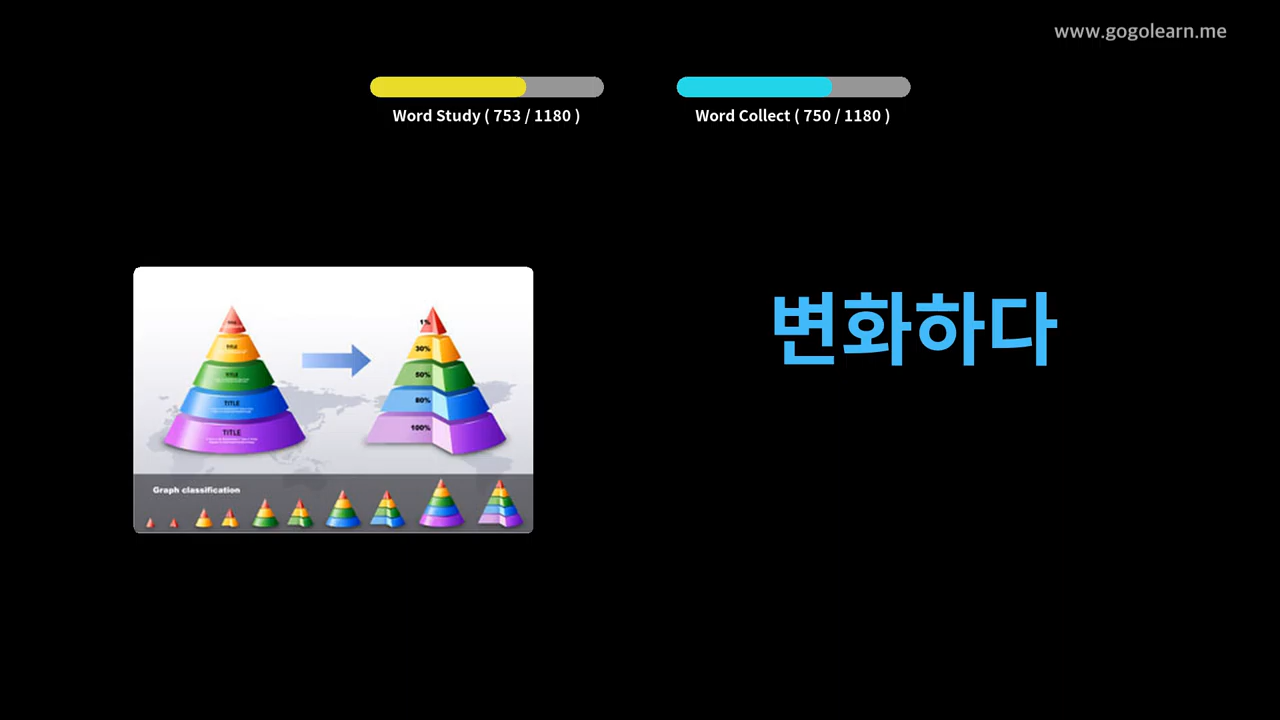 www.gogolearn.me
Word Study ( 753 / 1180 )
Word Collect ( 750 / 1180 )
변화하다
TITLE
TITLE
TITLE
TITLE
1%
30%
50%
80%
100%
Graph classification